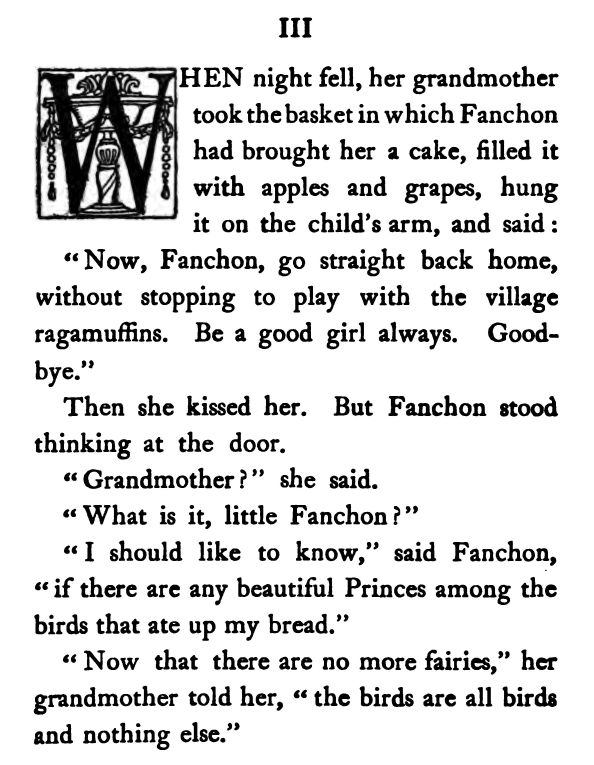 III
WHEN night fell, her grandmother
took the basket in which Fanchon
had brought her a cake, filled it
with apples and grapes, hung
it on the child's arm, and said:
"Now, Fanchon, go straight back home,
without stopping to play with the village
ragamuffins. Be a good girl always. Good-
bye."
Then she kissed her. But Fanchon stood
thinking at the door.
"Grandmother?" she said.
"What is it, little Fanchon?"
"I should like to know," said Fanchon,
"if there are any beautiful Princes among the
birds that ate up my bread."
"Now that there are no more fairies," her
grandmother told her, "the birds are all birds
and nothing else."